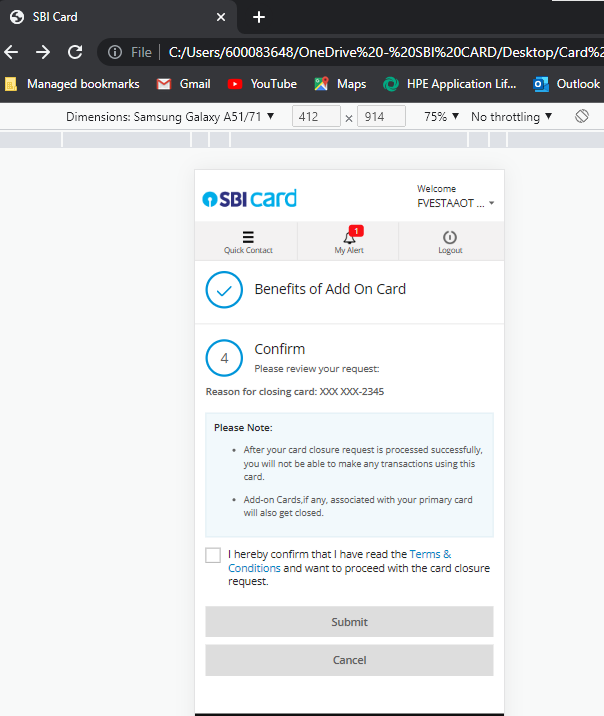 SBI Card
File C:/Users/600083648/OneDrive%20-%20SBI%20CARD/Desktop/Card%2
Managed bookmarks Gmail YouTube Maps HPE Application Lif... Outlook
Dimensions: Samsung Galaxy A51/71 ▼ 412 × 914 75% ▼ No throttling ▼
SBI card
Welcome
FVESTAAOT ...
Quick Contact
1
My Alert
Logout
Benefits of Add On Card
4
Confirm
Please review your request:
Reason for closing card: XXX XXX-2345
Please Note:
• After your card closure request is processed successfully,
you will not be able to make any transactions using this
card.
• Add-on Cards,if any, associated with your primary card
will also get closed.
I hereby confirm that I have read the Terms &
Conditions and want to proceed with the card closure
request.
Submit
Cancel